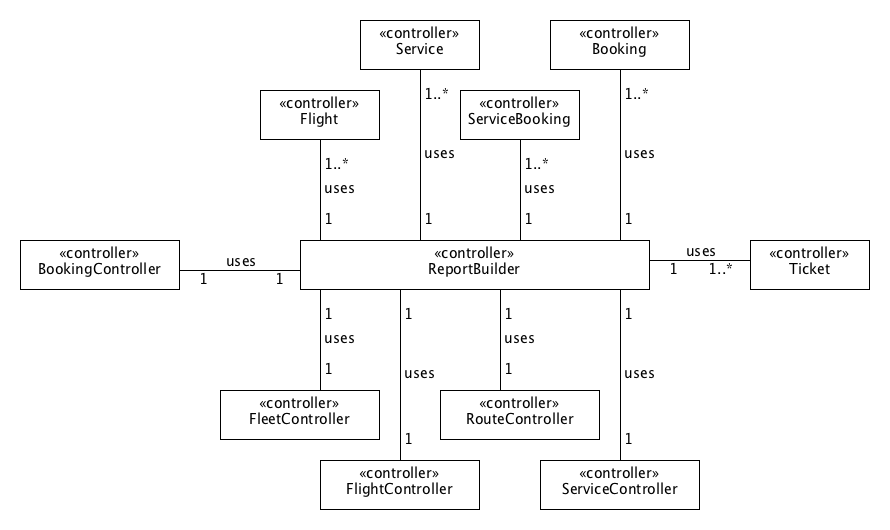 «controller»
Service
«controller»
Booking
1..*
1..*
«controller»
Flight
«controller»
ServiceBooking
uses
uses
1..*
uses
1..*
uses
1
1
1
1
«controller»
BookingController
uses
1
1
«controller»
ReportBuilder
uses
1
1..*
«controller»
Ticket
1
1
1
1
uses
uses
1
1
uses
uses
«controller»
FleetController
«controller»
RouteController
1
1
«controller»
FlightController
«controller»
ServiceController